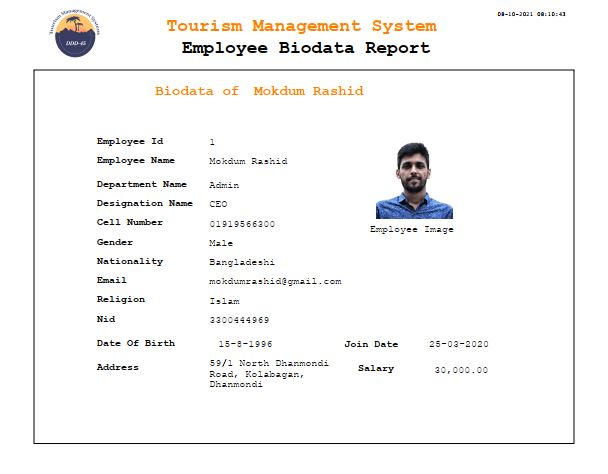 Tourism Management System
DDD-45
08-10-2021 08:10:43
Tourism Management System
Employee Biodata Report
Biodata of Mokdum Rashid
Employee Id 1
Employee Name Mokdum Rashid
Department Name Admin
Designation Name CEO
Cell Number 01919566300
Employee Image
Gender Male
Nationality Bangladeshi
Email mokdumrashid@gmail.com
Religion Islam
Nid 3300444969
Date Of Birth 15-8-1996 Join Date 25-03-2020
Address 59/1 North Dhanmondi
Road, Kolabagan,
Dhanmondi
Salary 30,000.00